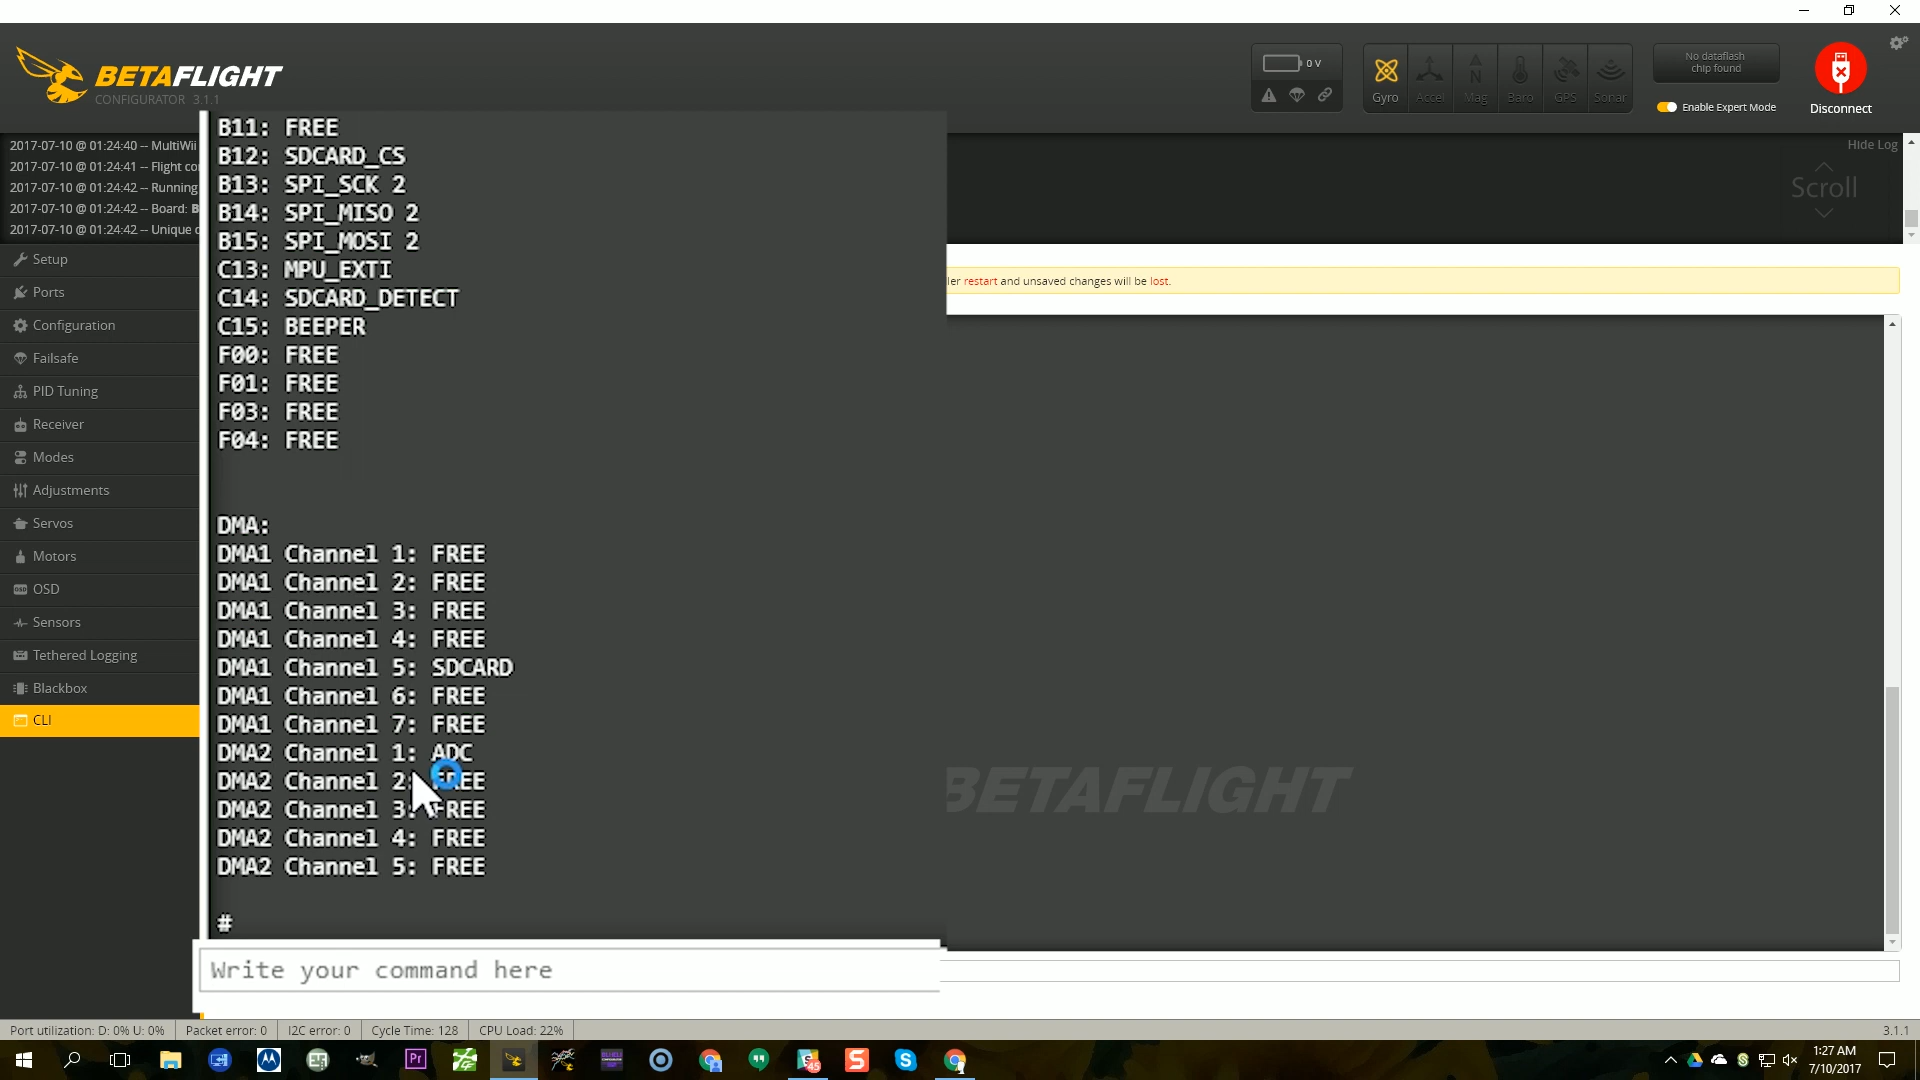 BETAFLIGHT
CONFIGURATOR 3.1.1
0 V
Gyro
Accel
Mag
Baro
GPS
Sonar
No dataflash
chip found
Enable Expert Mode
Disconnect
2017-07-10 @ 01:24:40 -- MultiWii
2017-07-10 @ 01:24:41 -- Flight co
2017-07-10 @ 01:24:42 -- Running
2017-07-10 @ 01:24:42 -- Board: B
2017-07-10 @ 01:24:42 -- Unique
Hide Log
Scroll
Setup
Ports
Configuration
Failsafe
PID Tuning
Receiver
Modes
Adjustments
Servos
Motors
OSD
Sensors
Tethered Logging
Blackbox
CLI
ler restart and unsaved changes will be lost.
B11: FREE
B12: SDCARD_CS
B13: SPI_SCK 2
B14: SPI_MISO 2
B15: SPI_MOSI 2
C13: MPU_EXTI
C14: SDCARD_DETECT
C15: BEEPER
F00: FREE
F01: FREE
F03: FREE
F04: FREE
DMA:
DMA1 Channel 1: FREE
DMA1 Channel 2: FREE
DMA1 Channel 3: FREE
DMA1 Channel 4: FREE
DMA1 Channel 5: SDCARD
DMA1 Channel 6: FREE
DMA1 Channel 7: FREE
DMA2 Channel 1: ADC
DMA2 Channel 2: FREE
DMA2 Channel 3: FREE
DMA2 Channel 4: FREE
DMA2 Channel 5: FREE
#
BETAFLIGHT
Write your command here
Port utilization: D: 0% U: 0%
Packet error: 0
I2C error: 0
Cycle Time: 128
CPU Load: 22%
3.1.1
Pr
45
1:27 AM
7/10/2017